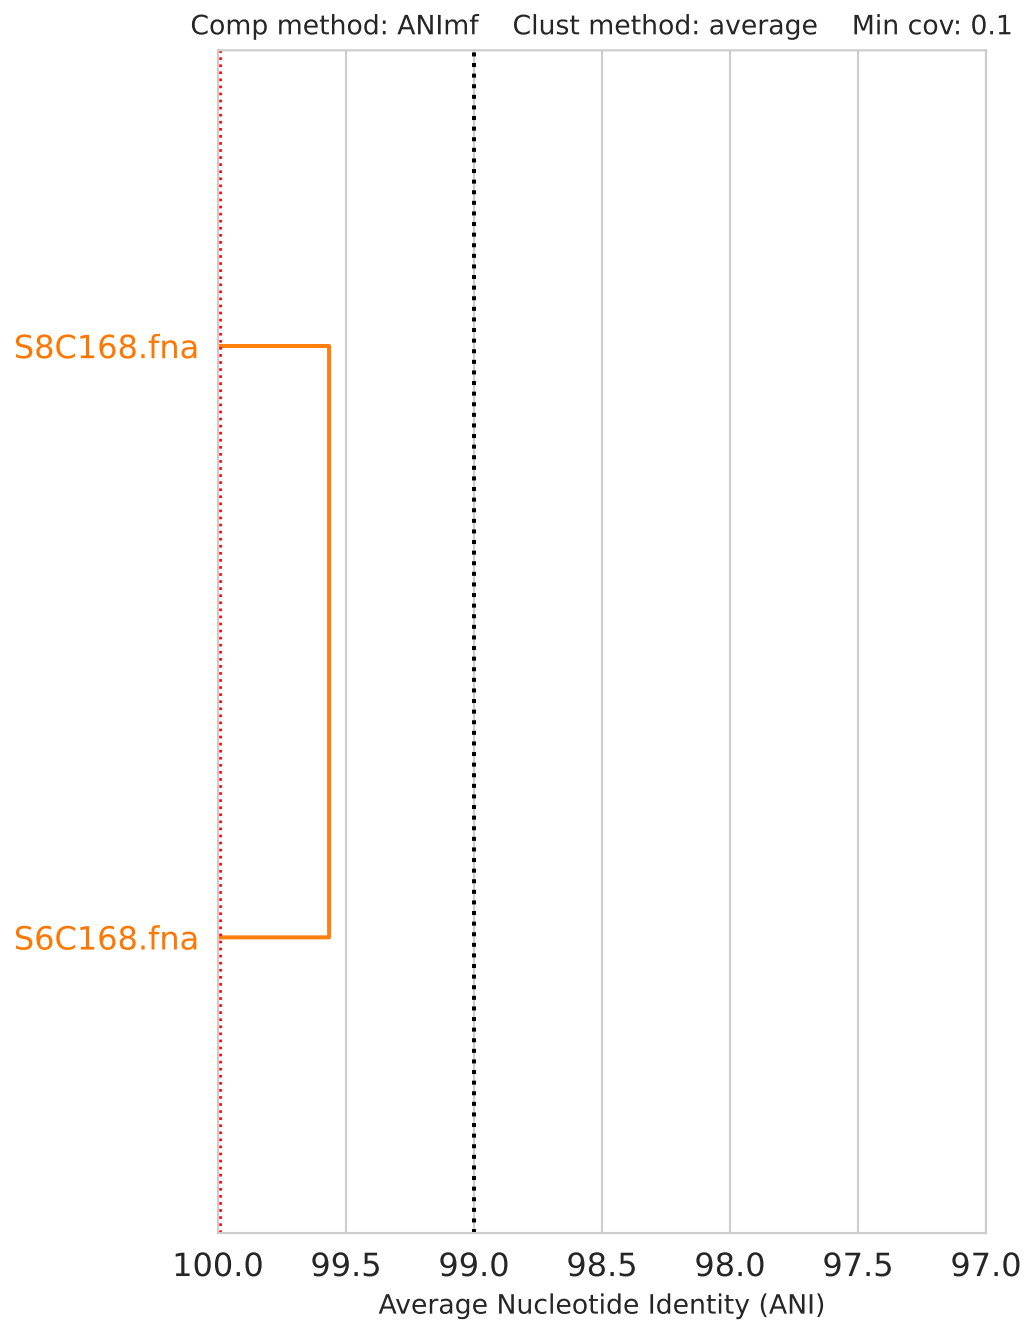 Comp method: ANImf    Clust method: average    Min cov: 0.1
S8C168.fna
S6C168.fna
100.0 99.5 99.0 98.5 98.0 97.5 97.0
Average Nucleotide Identity (ANI)